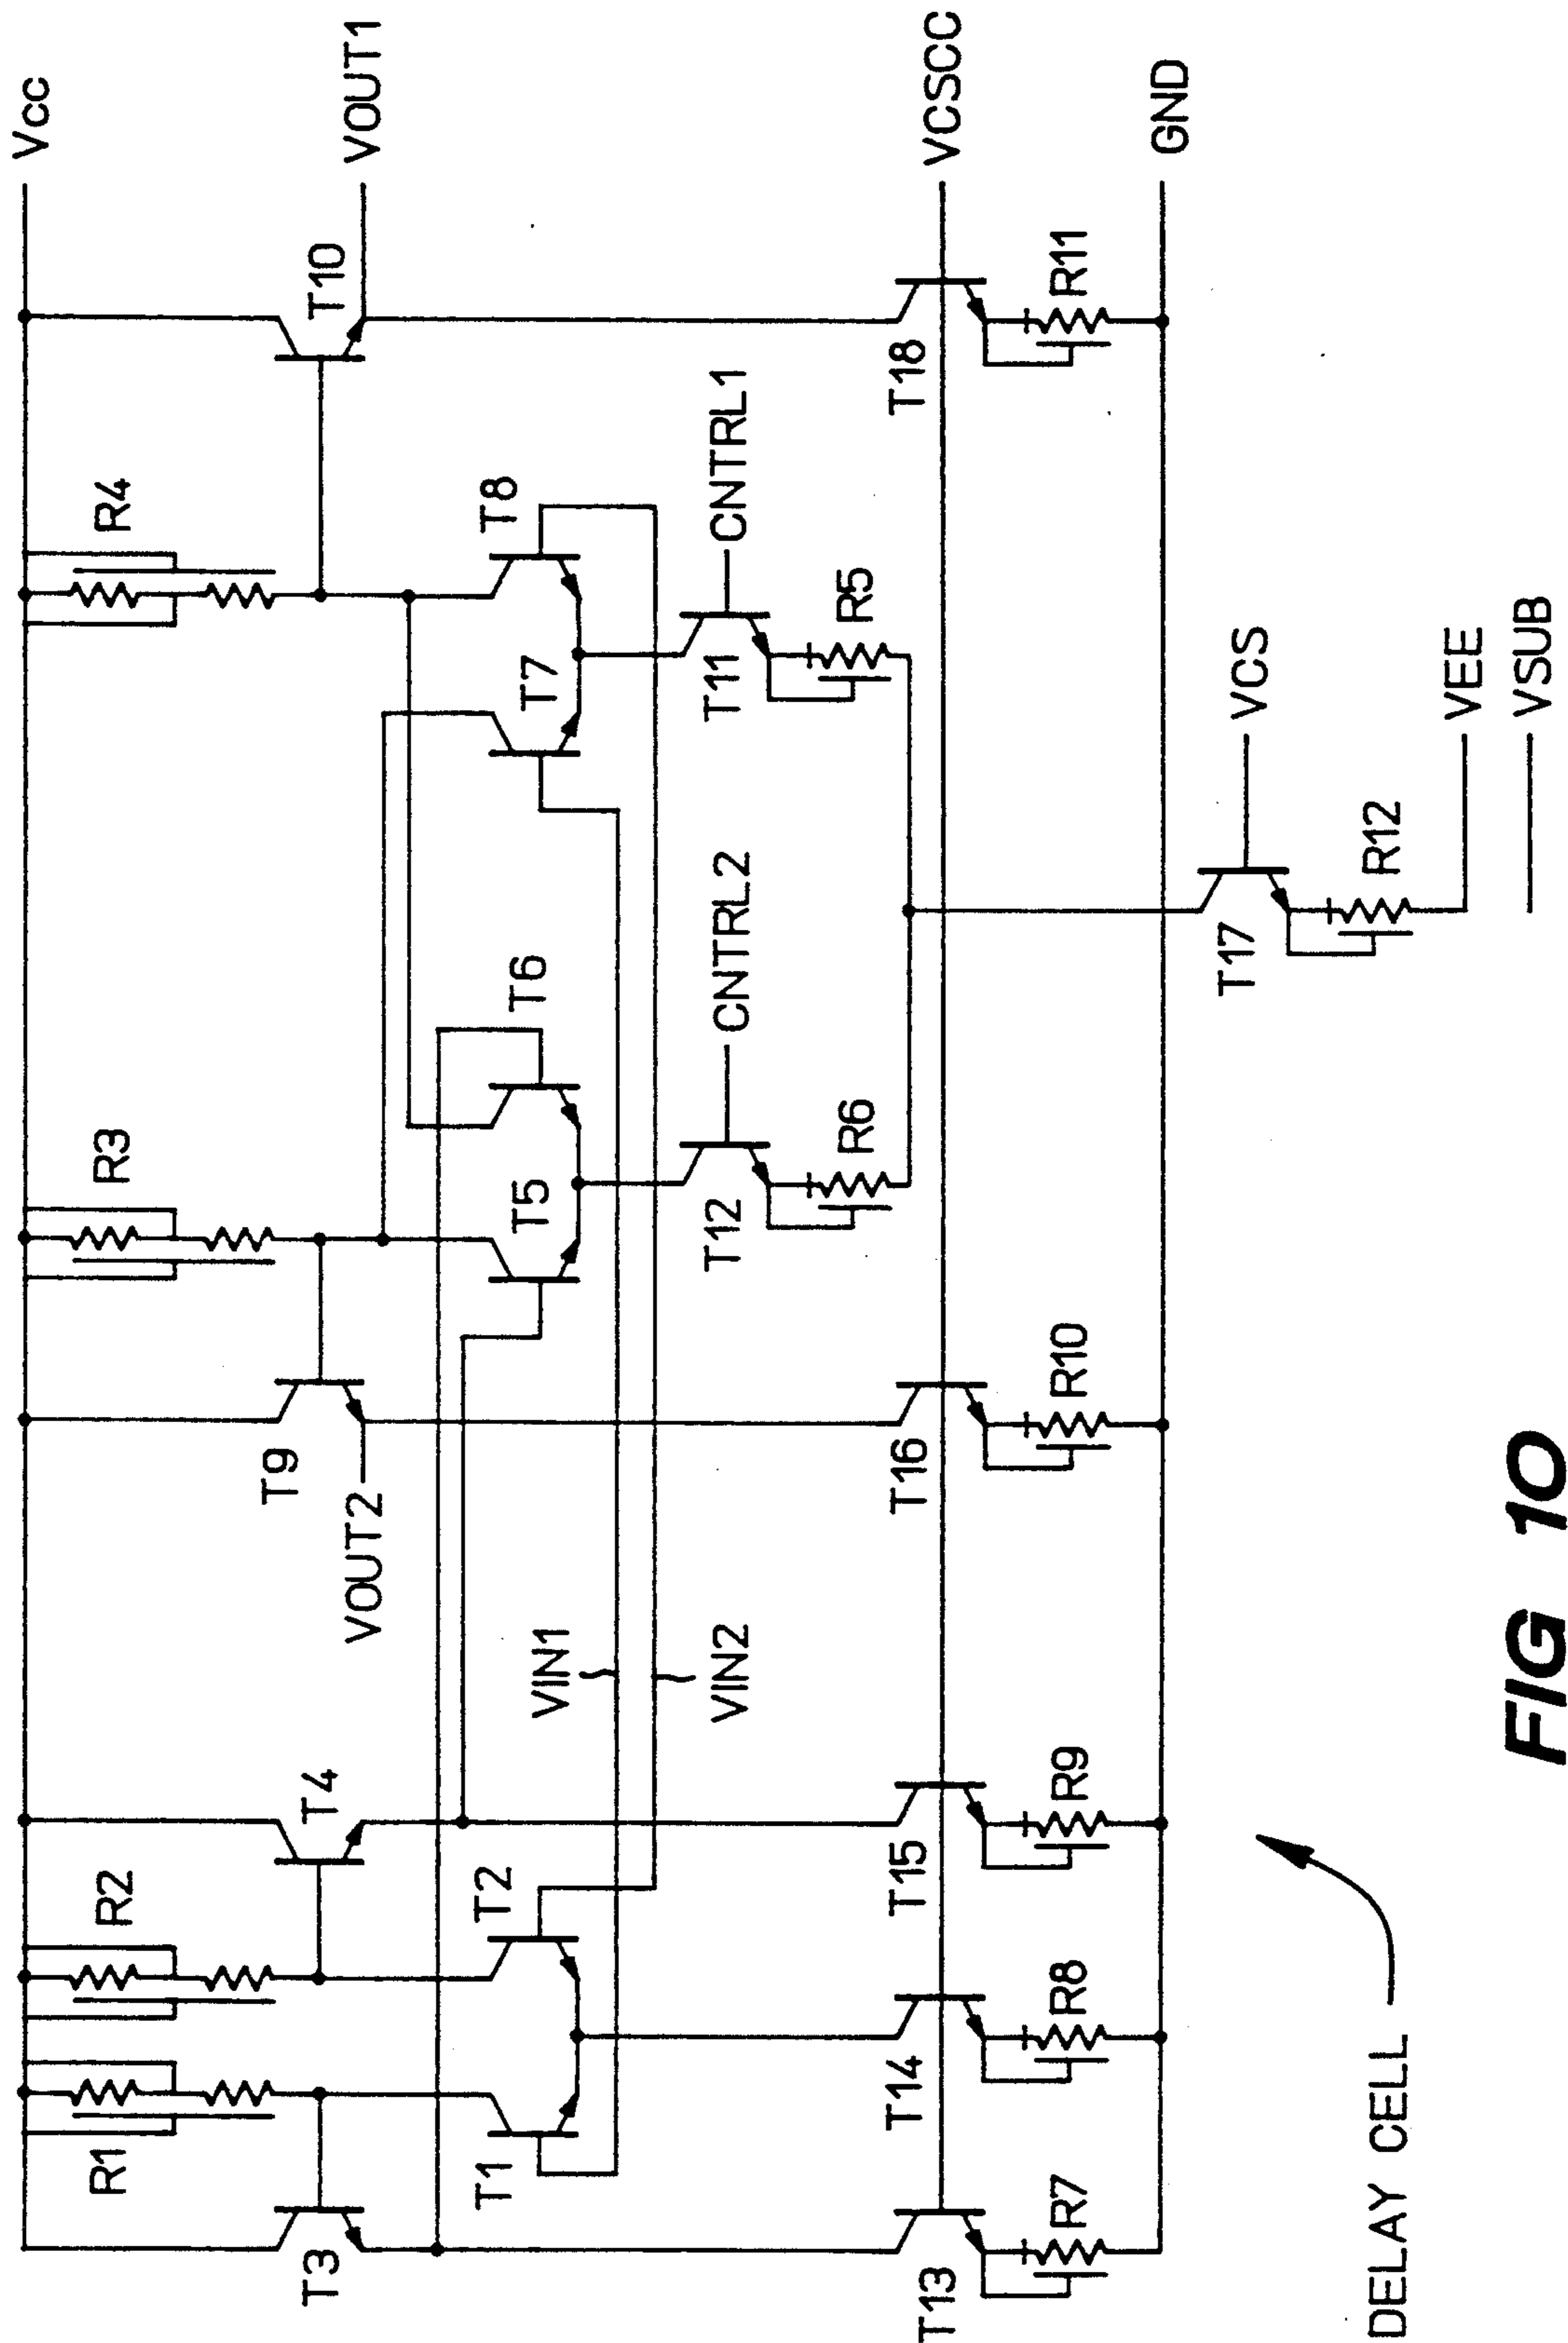 Vcc
R1
R2
R3
R4
T3
T4
T9
T10
VOUT2
VOUT1
T1
T2
T5
T6
T7
T8
VIN1
VIN2
T12
CNTRL2
T11
CNTRL1
R6
R5
T13
T14
T15
T16
T18
VCSCC
R7
R8
R9
R10
R11
GND
T17
VCS
R12
VEE
VSUB
DELAY CELL
FIG 10